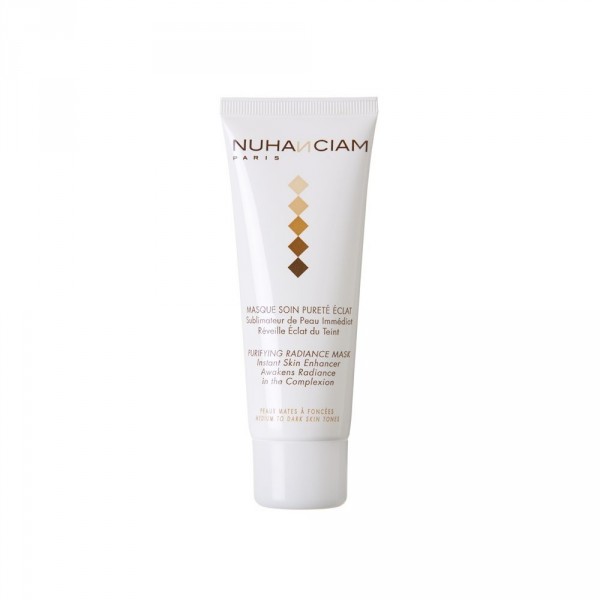 NUHANCIAM
PARIS
MASQUE SOIN PURETÉ ÉCLAT
Sublimateur de Peau Immédiat
Réveille Éclat du Teint
PURIFYING RADIANCE MASK
Instant Skin Enhancer
Awakens Radiance
In the Complexion
PEAUX MATES À FONCÉES
MEDIUM TO DARK SKIN TONES